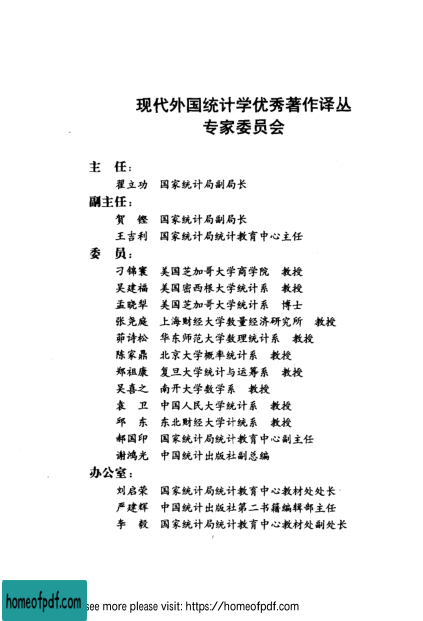 现代外国统计学优秀著作译丛
专家委员会
主 任：
翟立功 国家统计局副局长
副主任：
贺 铿 国家统计局副局长
王吉利 国家统计局统计教育中心主任
委 员：
刁锦寰 美国芝加哥大学商学院 教授
吴建福 美国密西根大学统计系 教授
孟晓犁 美国芝加哥大学统计系 博士
张尧庭 上海财经大学数量经济研究所 教授
茆诗松 华东师范大学数理统计系 教授
陈家鼎 北京大学概率统计系 教授
郑祖康 复旦大学统计与运筹系 教授
吴喜之 南开大学数学系 教授
袁 卫 中国人民大学统计系 教授
邱 东 东北财经大学计统系 教授
郝国印 国家统计局统计教育中心副主任
谢鸿光 中国统计出版社副总编
办公室：
刘启荣 国家统计局统计教育中心教材处处长
严建辉 中国统计出版社第二书籍编辑部主任
李 毅 国家统计局统计教育中心教材处副处长
homeofpdf.com
see more please visit: https://homeofpdf.com